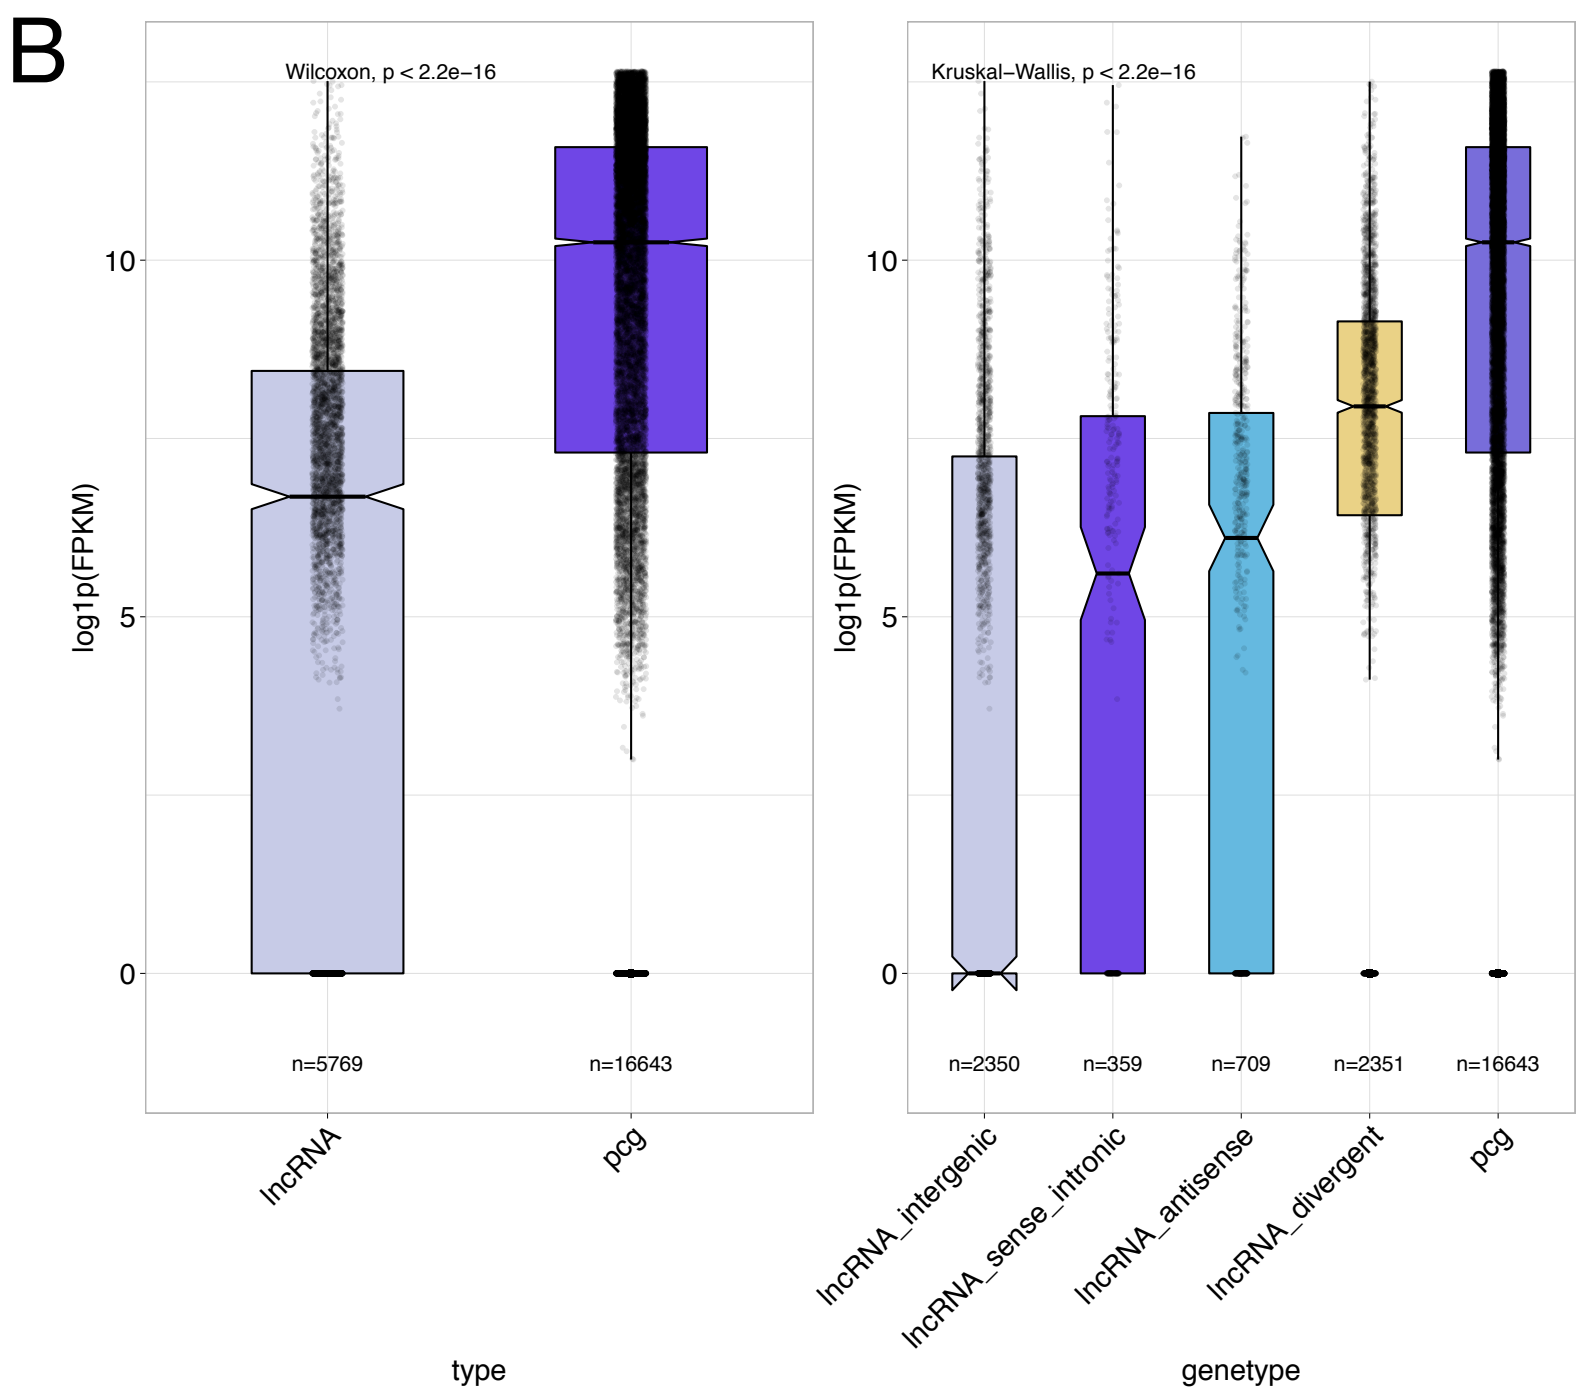 B
Wilcoxon, p < 2.2e−16
log1p(FPKM)
10
5
0
n=5769
n=16643
lncRNA
pcg
type
Kruskal−Wallis, p < 2.2e−16
log1p(FPKM)
10
5
0
n=2350
n=359
n=709
n=2351
n=16643
lncRNA_intergenic
lncRNA_sense_intronic
lncRNA_antisense
lncRNA_divergent
pcg
genetype